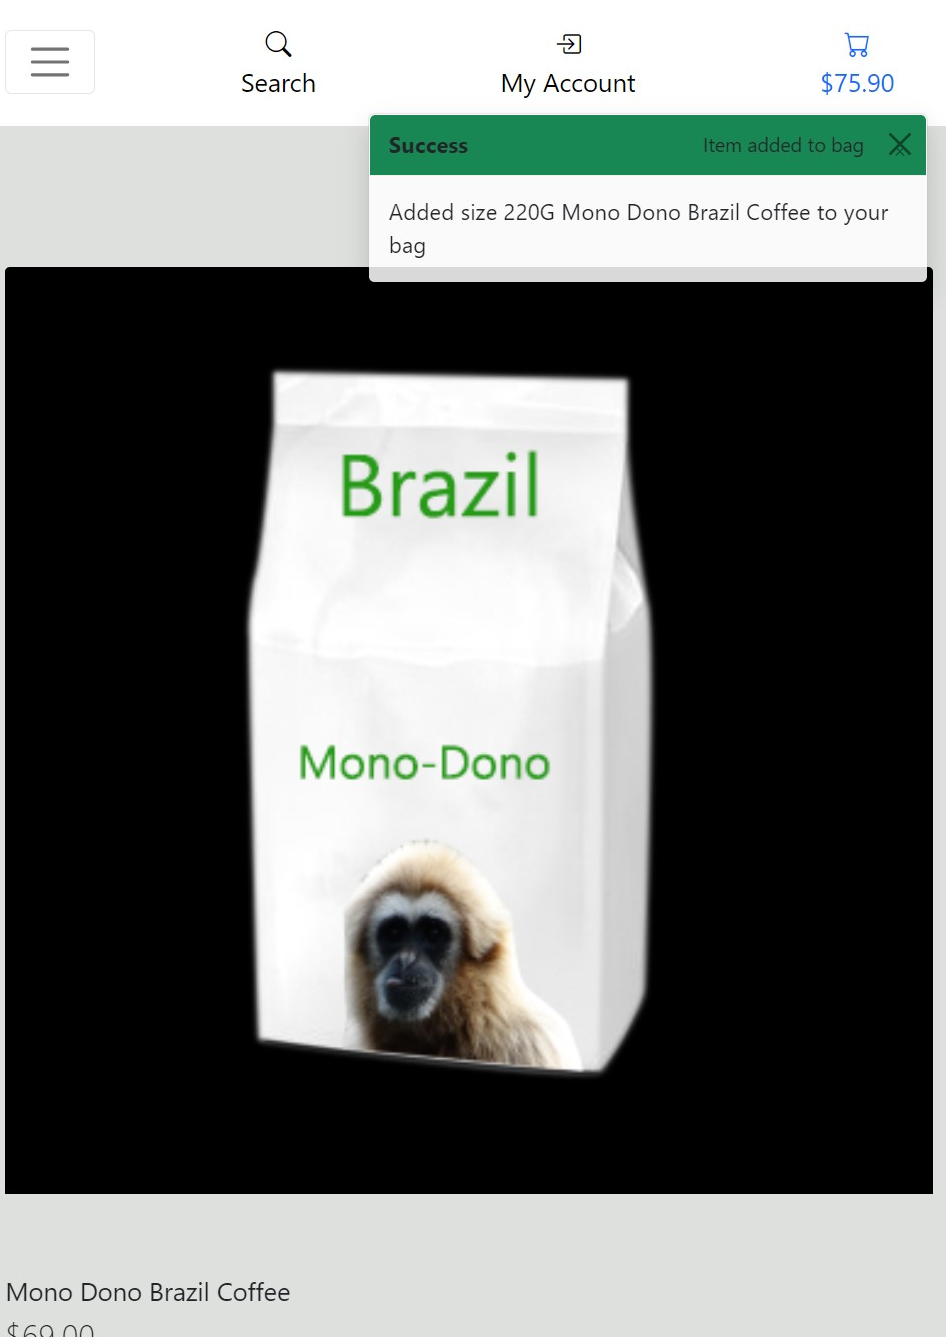 Search
My Account
$75.90
Success
Item added to bag
Added size 220G Mono Dono Brazil Coffee to your
bag
Brazil
Mono-Dono
Mono Dono Brazil Coffee
$69.00